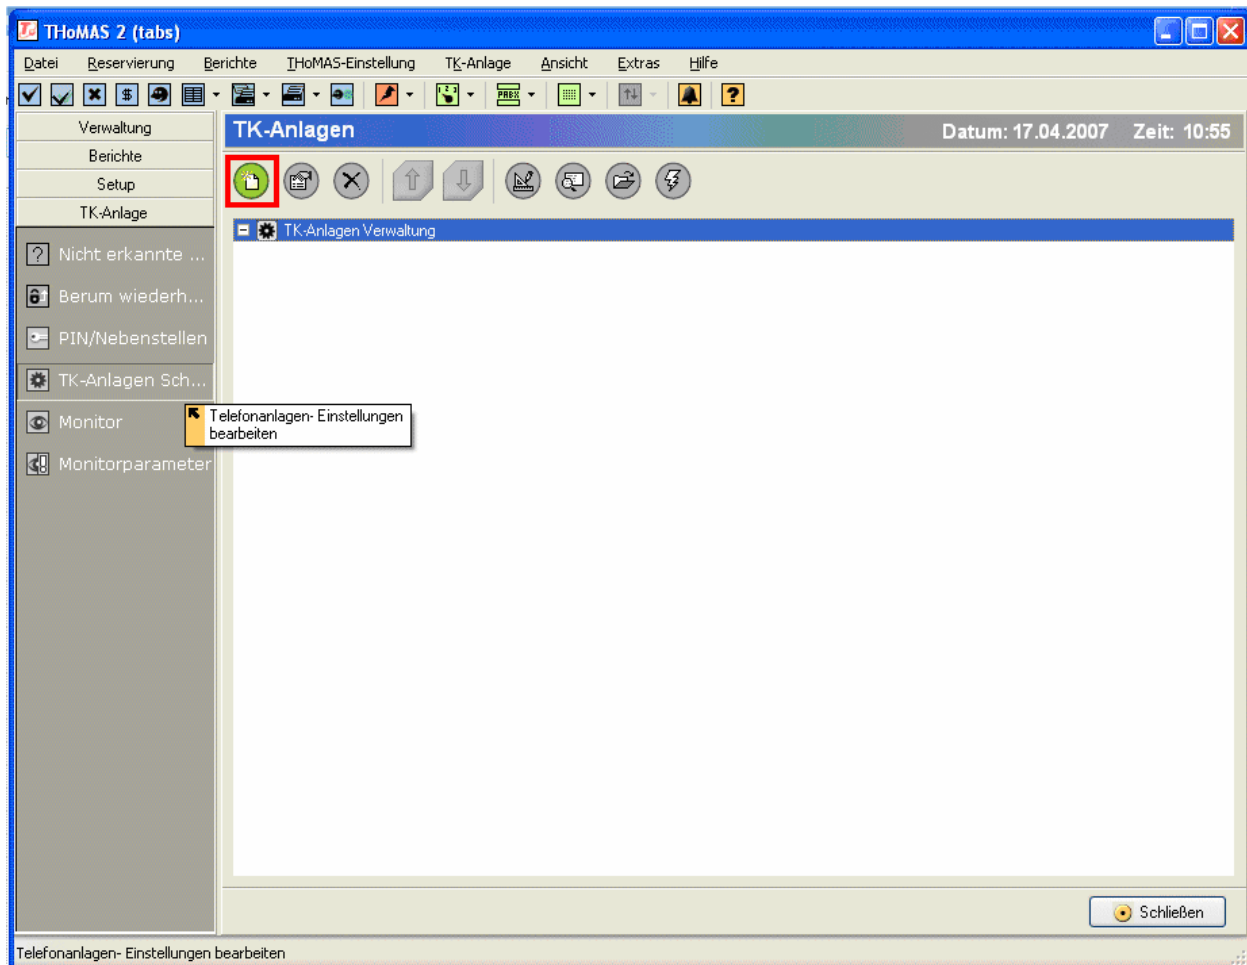 THoMAS 2 (tabs)
Datei Reservierung Berichte THoMAS-Einstellung TK-Anlage Ansicht Extras Hilfe
PABX
Verwaltung
Berichte
Setup
TK-Anlage
Nicht erkannte ...
Berum wiederh...
PIN/Nebenstellen
TK-Anlagen Sch...
Monitor
Monitorparameter
TK-Anlagen Datum: 17.04.2007 Zeit: 10:55
TK-Anlagen Verwaltung
Telefonanlagen- Einstellungen
bearbeiten
Schließen
Telefonanlagen- Einstellungen bearbeiten